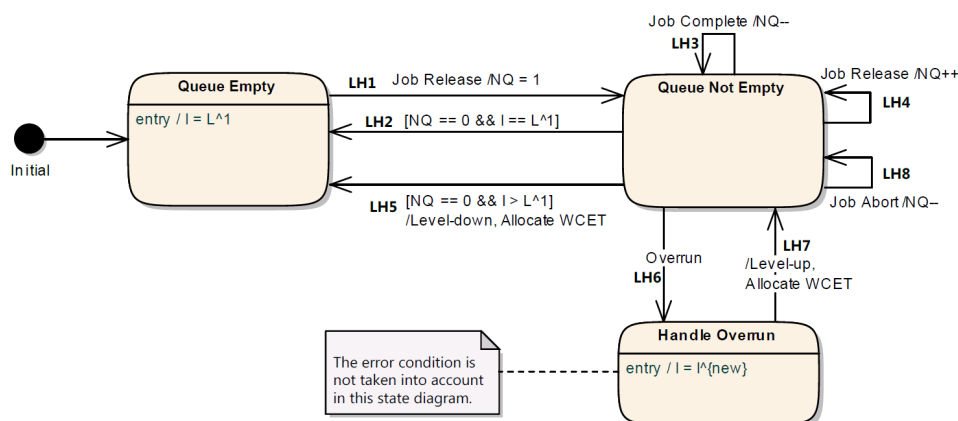 Job Complete /NQ--
LH3
Queue Empty
LH1 Job Release /NQ = 1
Queue Not Empty
Job Release /NQ++
LH4
entry / l = L^1
LH2 [NQ == 0 && l == L^1]
Initial
LH8
Job Abort /NQ--
LH5 [NQ == 0 && l > L^1]
/Level-down, Allocate WCET
Overrun
LH6
LH7
/Level-up,
Allocate WCET
Handle Overrun
entry / l = l^{new}
The error condition is
not taken into account
in this state diagram.